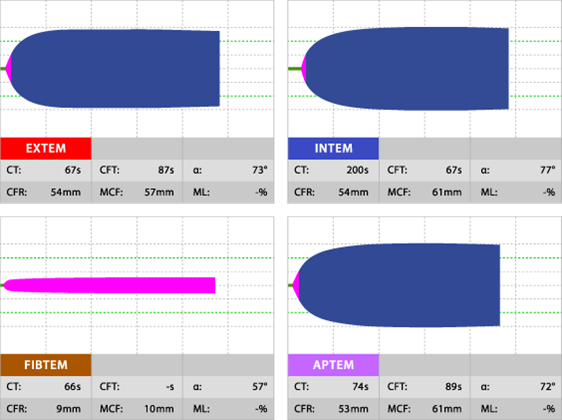 EXTEM
CT: 67s CFT: 87s α: 73°
CFR: 54mm MCF: 57mm ML: -%
INTEM
CT: 200s CFT: 67s α: 77°
CFR: 54mm MCF: 61mm ML: -%
FIBTEM
CT: 66s CFT: -s α: 57°
CFR: 9mm MCF: 10mm ML: -%
APTEM
CT: 74s CFT: 89s α: 72°
CFR: 53mm MCF: 61mm ML: -%